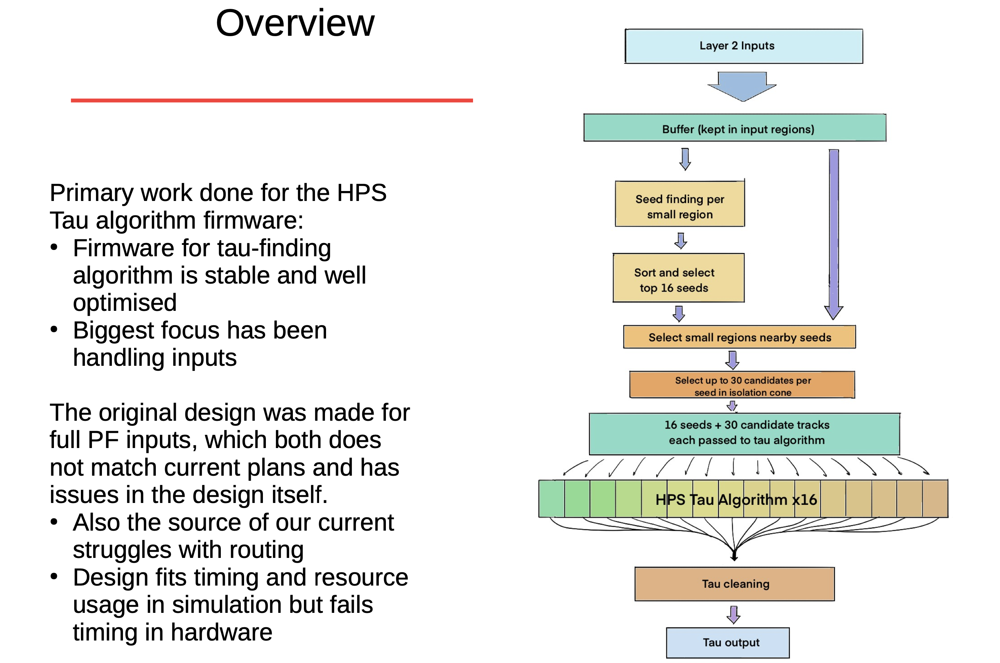 Overview
Primary work done for the HPS
Tau algorithm firmware:
• Firmware for tau-finding
algorithm is stable and well
optimised
• Biggest focus has been
handling inputs
The original design was made for
full PF inputs, which both does
not match current plans and has
issues in the design itself.
• Also the source of our current
struggles with routing
• Design fits timing and resource
usage in simulation but fails
timing in hardware
Layer 2 Inputs
Buffer (kept in input regions)
Seed finding per
small region
Sort and select
top 16 seeds
Select small regions nearby seeds
Select up to 30 candidates per
seed in isolation cone
16 seeds + 30 candidate tracks
each passed to tau algorithm
HPS Tau Algorithm x16
Tau cleaning
Tau output